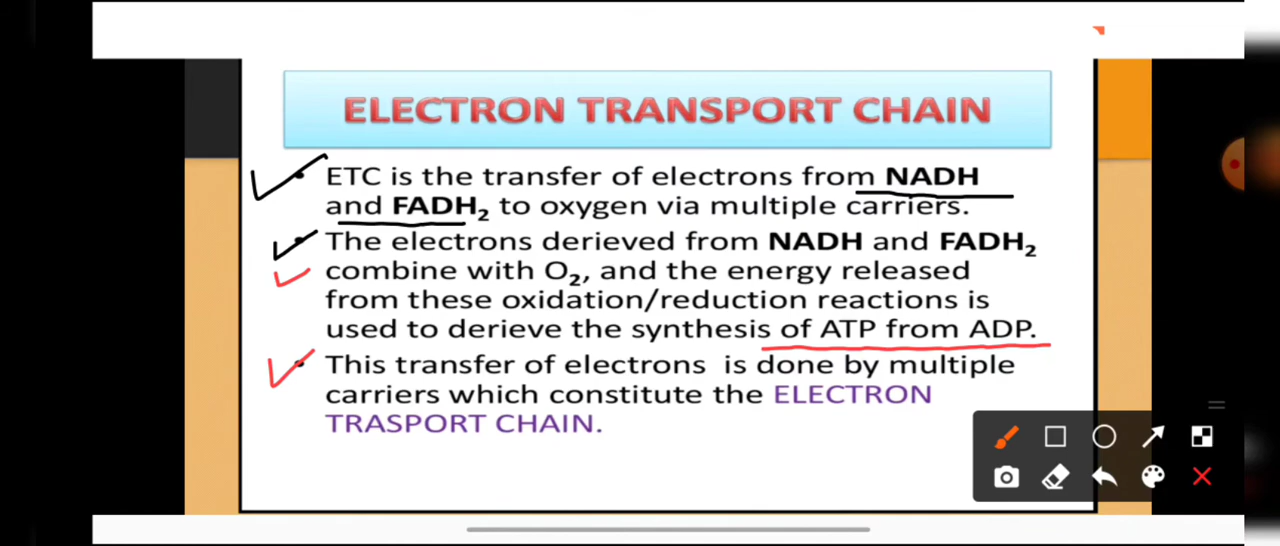 ELECTRON TRANSPORT CHAIN
• ETC is the transfer of electrons from NADH
and FADH₂ to oxygen via multiple carriers.
• The electrons derieved from NADH and FADH₂
combine with O₂, and the energy released
from these oxidation/reduction reactions is
used to derieve the synthesis of ATP from ADP.
• This transfer of electrons is done by multiple
carriers which constitute the ELECTRON
TRASPORT CHAIN.